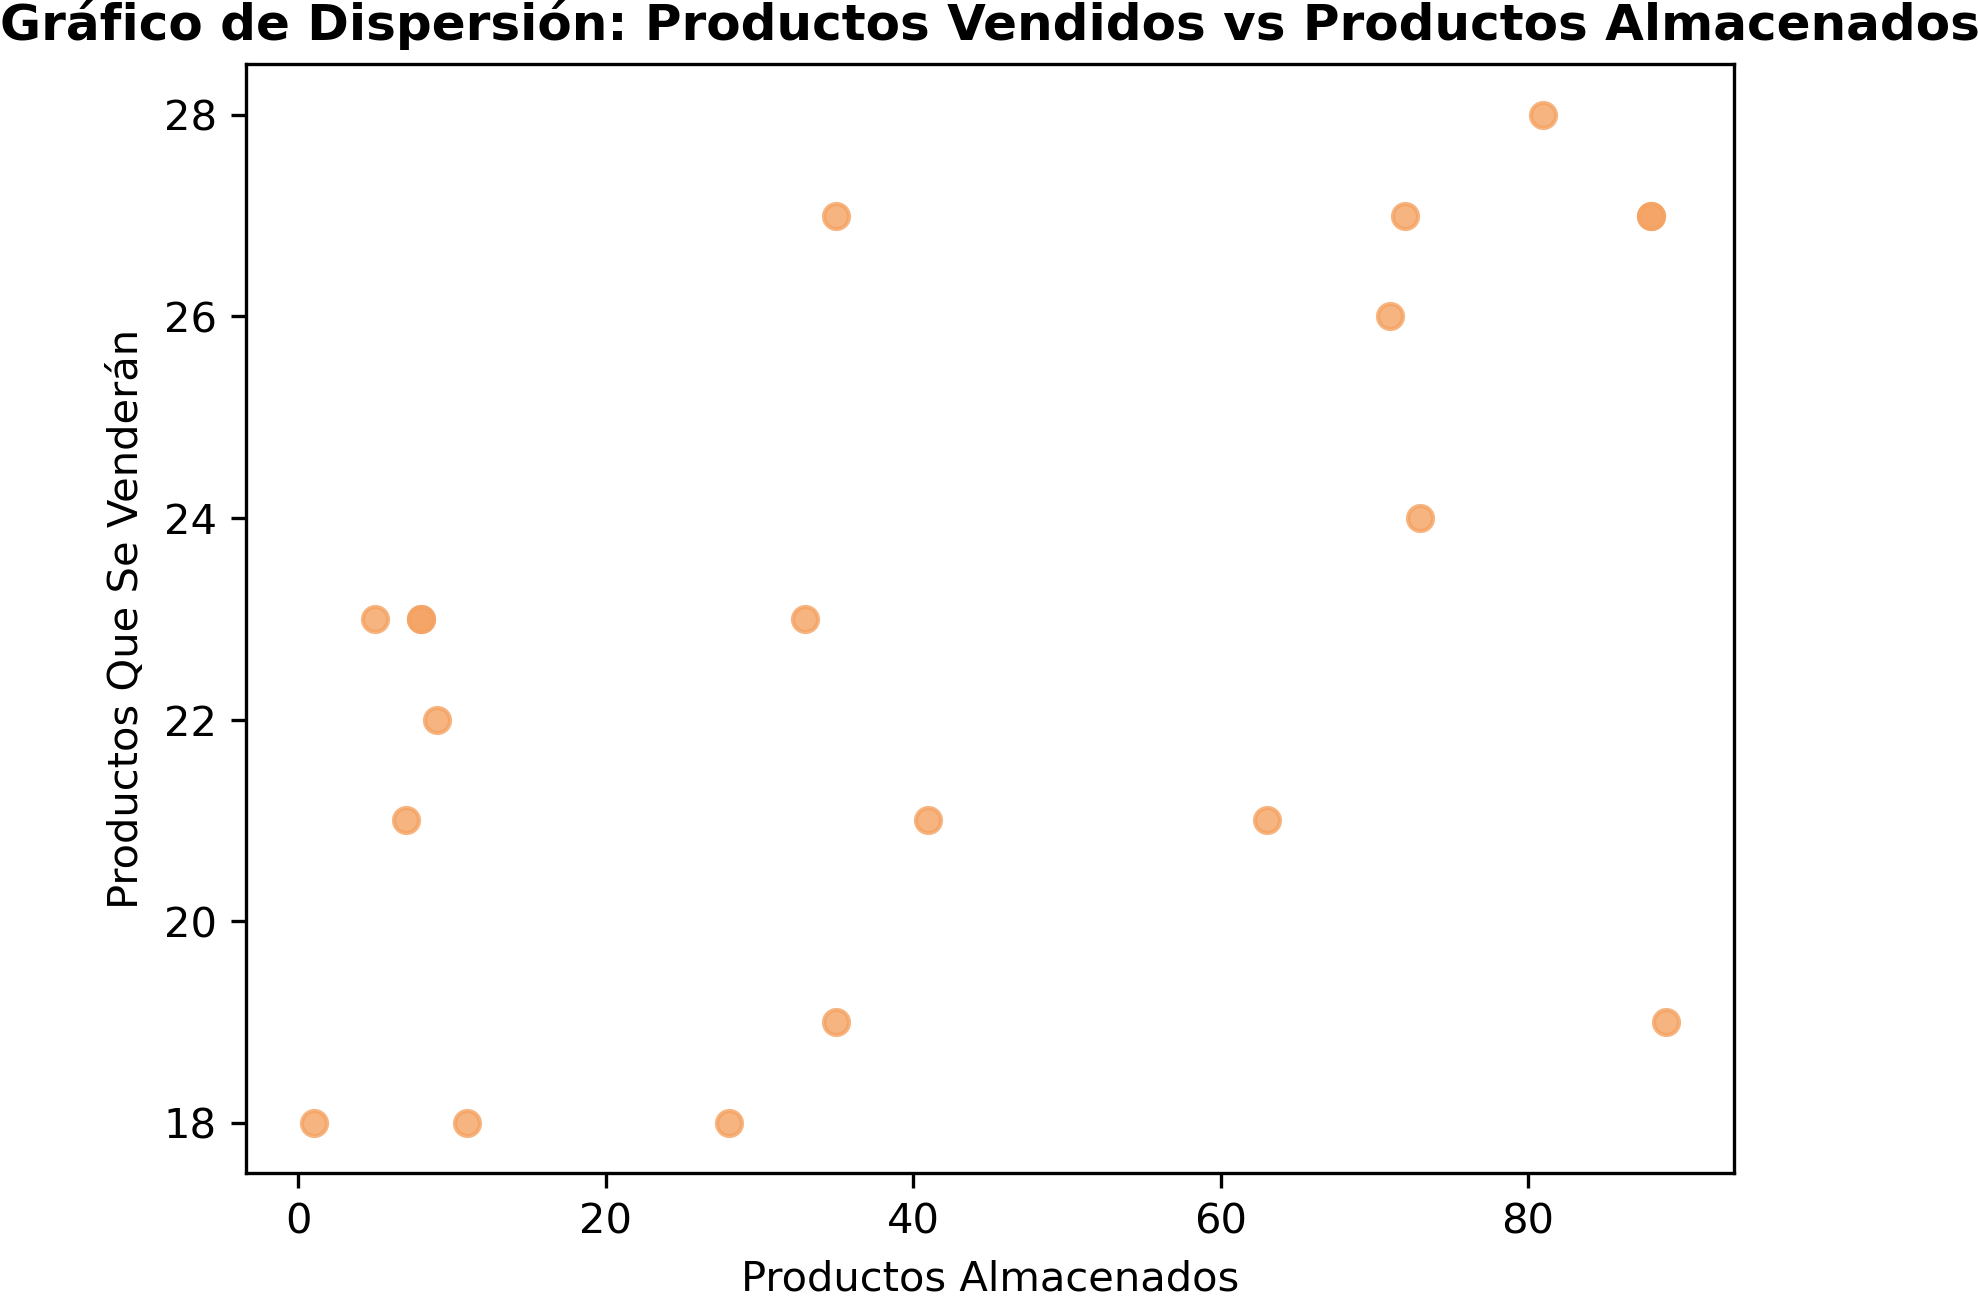 Gráfico de Dispersión: Productos Vendidos vs Productos Almacenados
28
26
24
22
20
18
Productos Que Se Venderán
0 20 40 60 80
Productos Almacenados